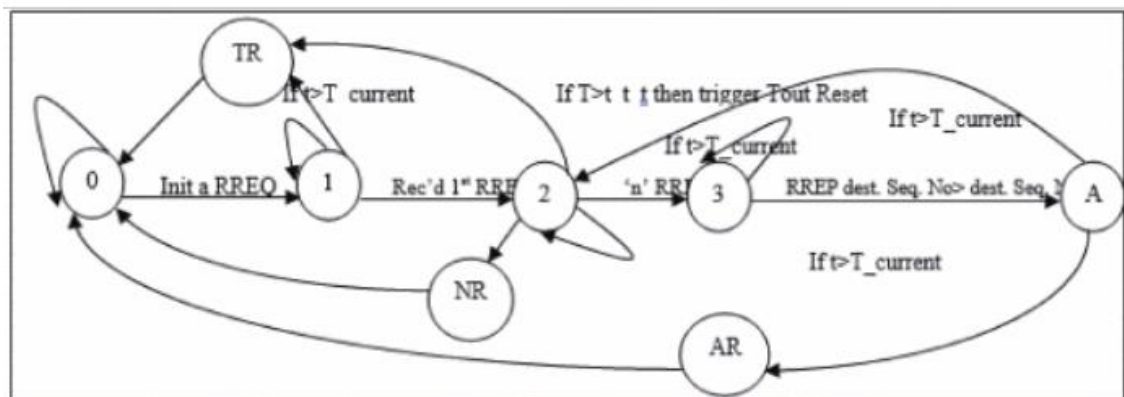 TR
If t>T current
If T>t t t then trigger Tout Reset
If t>T_current
If t>T_current
0
Init a RREQ
1
Rec'd 1st RRE
2
'n' RRE
3
RREP dest. Seq. No> dest. Seq. N
A
If t>T_current
NR
AR